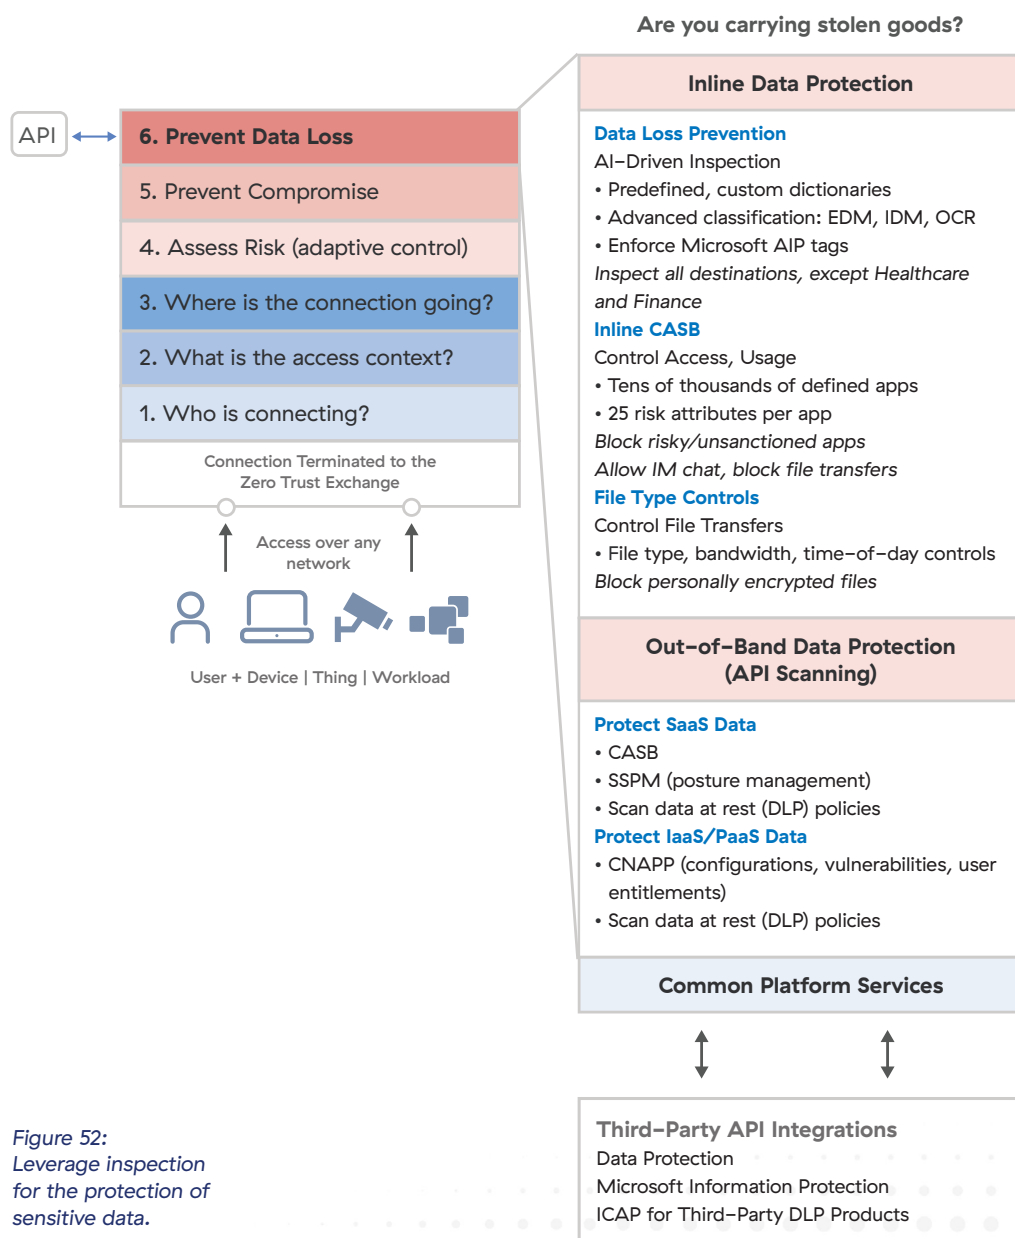 Are you carrying stolen goods?
API
6. Prevent Data Loss
5. Prevent Compromise
4. Assess Risk (adaptive control)
3. Where is the connection going?
2. What is the access context?
1. Who is connecting?
Connection Terminated to the
Zero Trust Exchange
Access over any
network
User + Device | Thing | Workload
Inline Data Protection
Data Loss Prevention
AI-Driven Inspection
• Predefined, custom dictionaries
• Advanced classification: EDM, IDM, OCR
• Enforce Microsoft AIP tags
Inspect all destinations, except Healthcare
and Finance
Inline CASB
Control Access, Usage
• Tens of thousands of defined apps
• 25 risk attributes per app
Block risky/unsanctioned apps
Allow IM chat, block file transfers
File Type Controls
Control File Transfers
• File type, bandwidth, time-of-day controls
Block personally encrypted files
Out-of-Band Data Protection
(API Scanning)
Protect SaaS Data
• CASB
• SSPM (posture management)
• Scan data at rest (DLP) policies
Protect IaaS/PaaS Data
• CNAPP (configurations, vulnerabilities, user
entitlements)
• Scan data at rest (DLP) policies
Common Platform Services
Third-Party API Integrations
Data Protection
Microsoft Information Protection
ICAP for Third-Party DLP Products
Figure 52:
Leverage inspection
for the protection of
sensitive data.